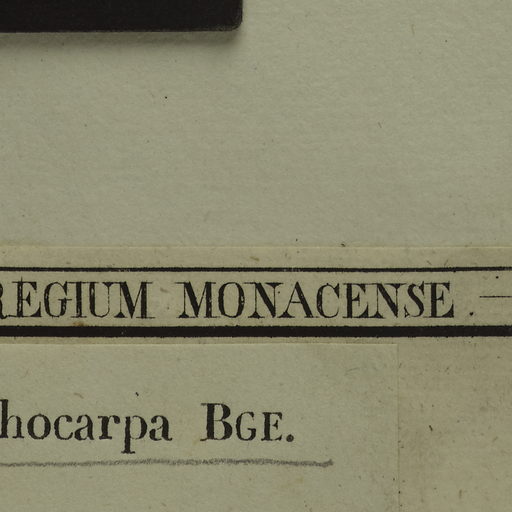 REGIUM MONACENSE.
hocarpa BGE.